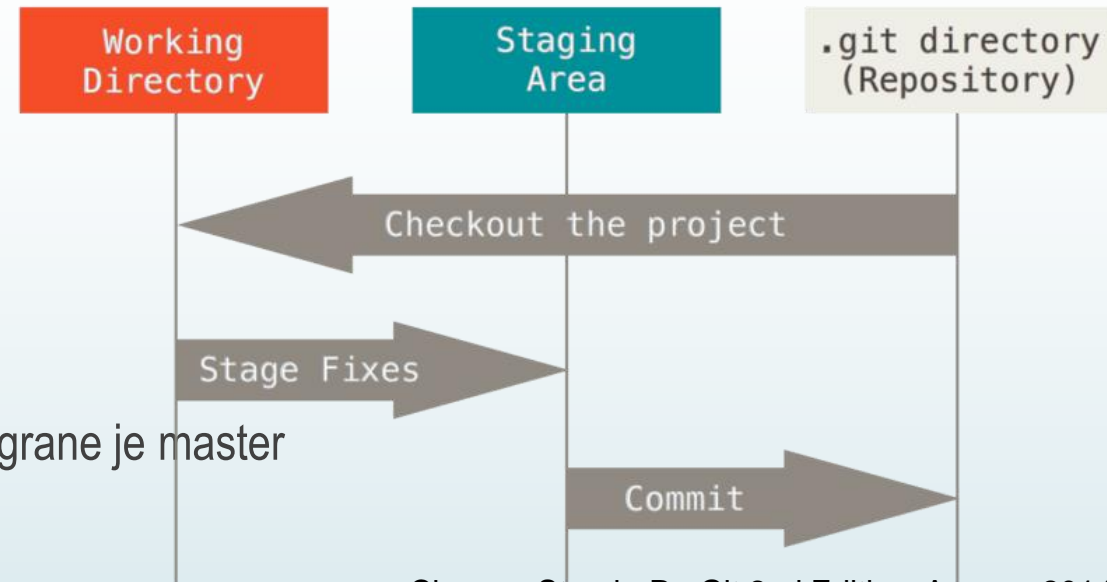 Working
Directory
Staging
Area
.git directory
(Repository)
Checkout the project
Stage Fixes
grane je master
Commit